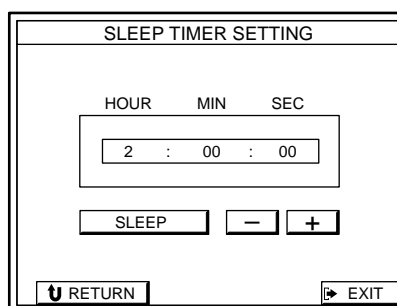 SLEEP TIMER SETTING
HOUR MIN SEC
2 : 00 : 00
SLEEP − +
RETURN EXIT